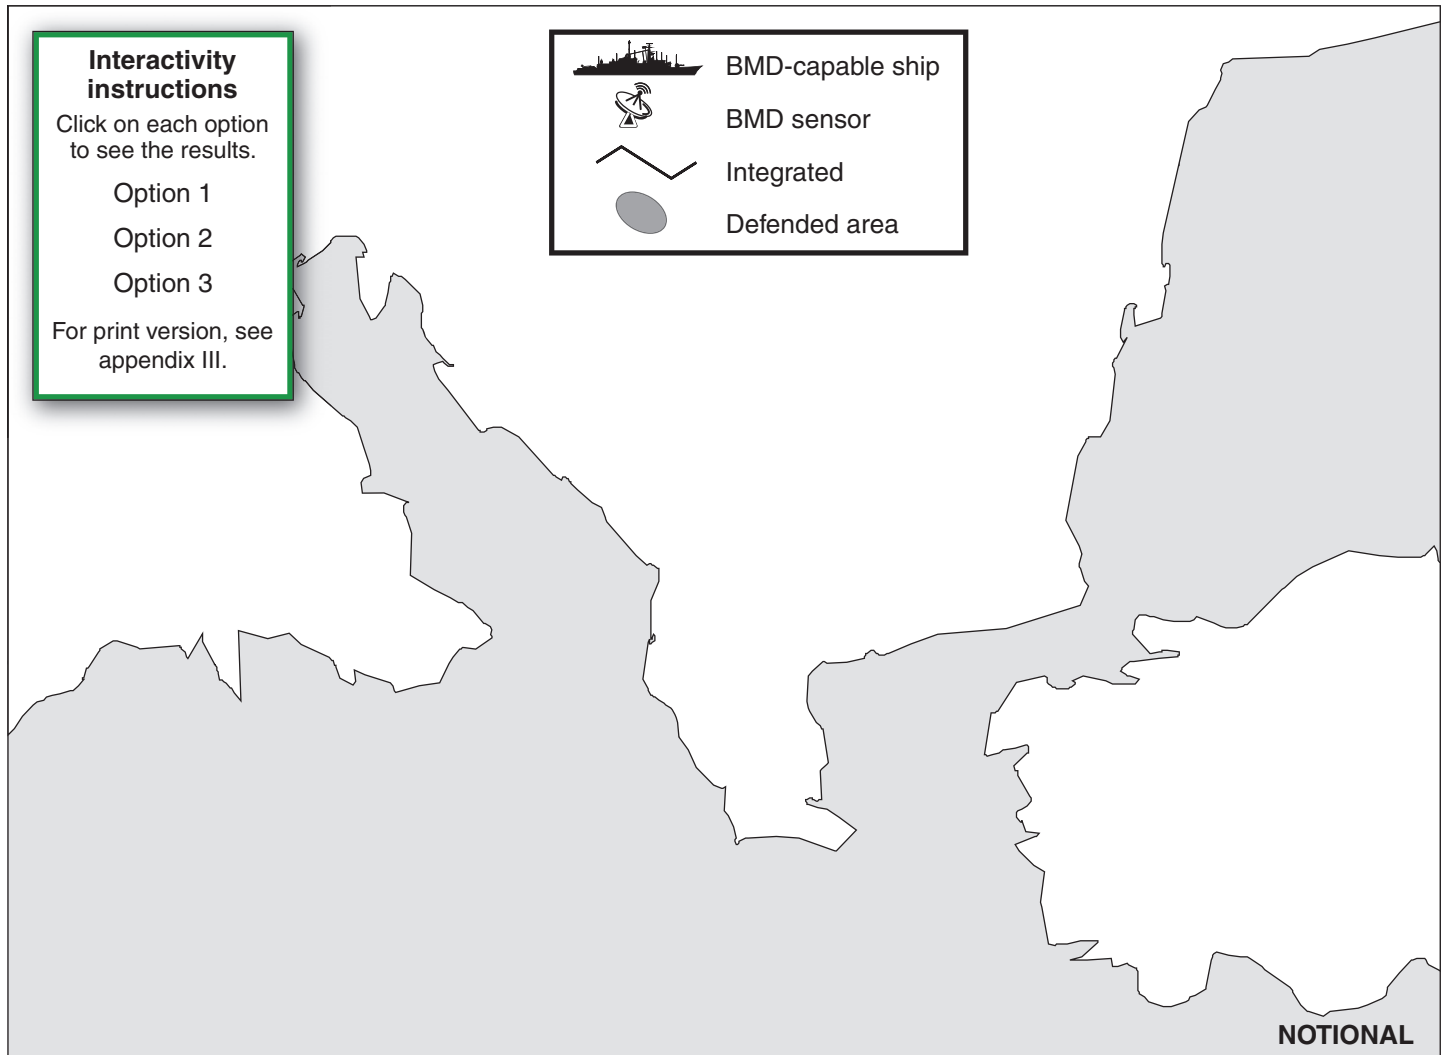 Interactivity
instructions
Click on each option
to see the results.
Option 1
Option 2
Option 3
For print version, see
appendix III.
BMD-capable ship
BMD sensor
Integrated
Defended area
NOTIONAL